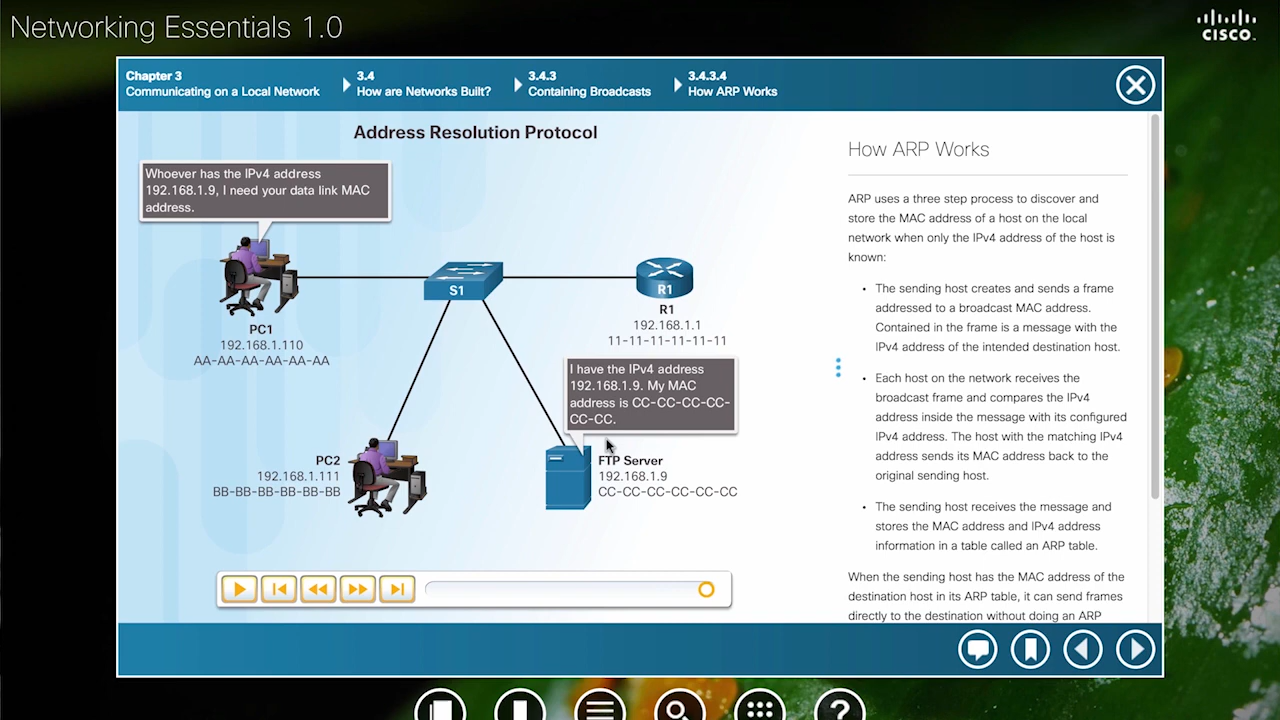 Networking Essentials 1.0
CISCO
Chapter 3
Communicating on a Local Network
3.4
How are Networks Built?
3.4.3
Containing Broadcasts
3.4.3.4
How ARP Works
Address Resolution Protocol
Whoever has the IPv4 address
192.168.1.9, I need your data link MAC
address.
S1
R1
R1
192.168.1.1
11-11-11-11-11-11
PC1
192.168.1.110
AA-AA-AA-AA-AA-AA
I have the IPv4 address
192.168.1.9. My MAC
address is CC-CC-CC-CC-
CC-CC.
PC2
192.168.1.111
BB-BB-BB-BB-BB-BB
FTP Server
192.168.1.9
CC-CC-CC-CC-CC-CC
How ARP Works
ARP uses a three step process to discover and
store the MAC address of a host on the local
network when only the IPv4 address of the host is
known:
• The sending host creates and sends a frame
addressed to a broadcast MAC address.
Contained in the frame is a message with the
IPv4 address of the intended destination host.
• Each host on the network receives the
broadcast frame and compares the IPv4
address inside the message with its configured
IPv4 address. The host with the matching IPv4
address sends its MAC address back to the
original sending host.
• The sending host receives the message and
stores the MAC address and IPv4 address
information in a table called an ARP table.
When the sending host has the MAC address of the
destination host in its ARP table, it can send frames
directly to the destination without doing an ARP
?